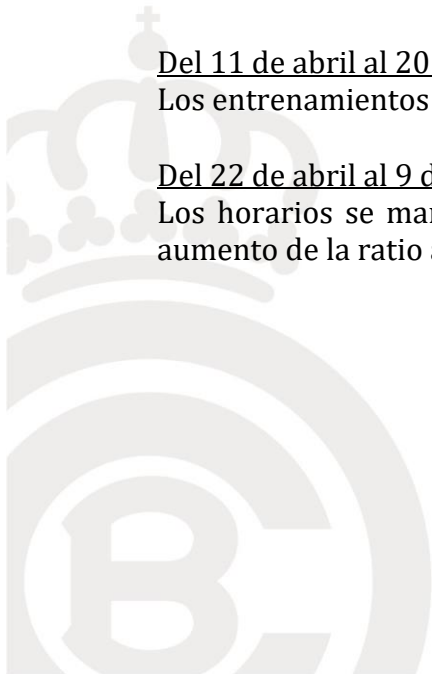 Del 11 de abril al 20
Los entrenamientos
Del 22 de abril al 9 d
Los horarios se mar
aumento de la ratio a